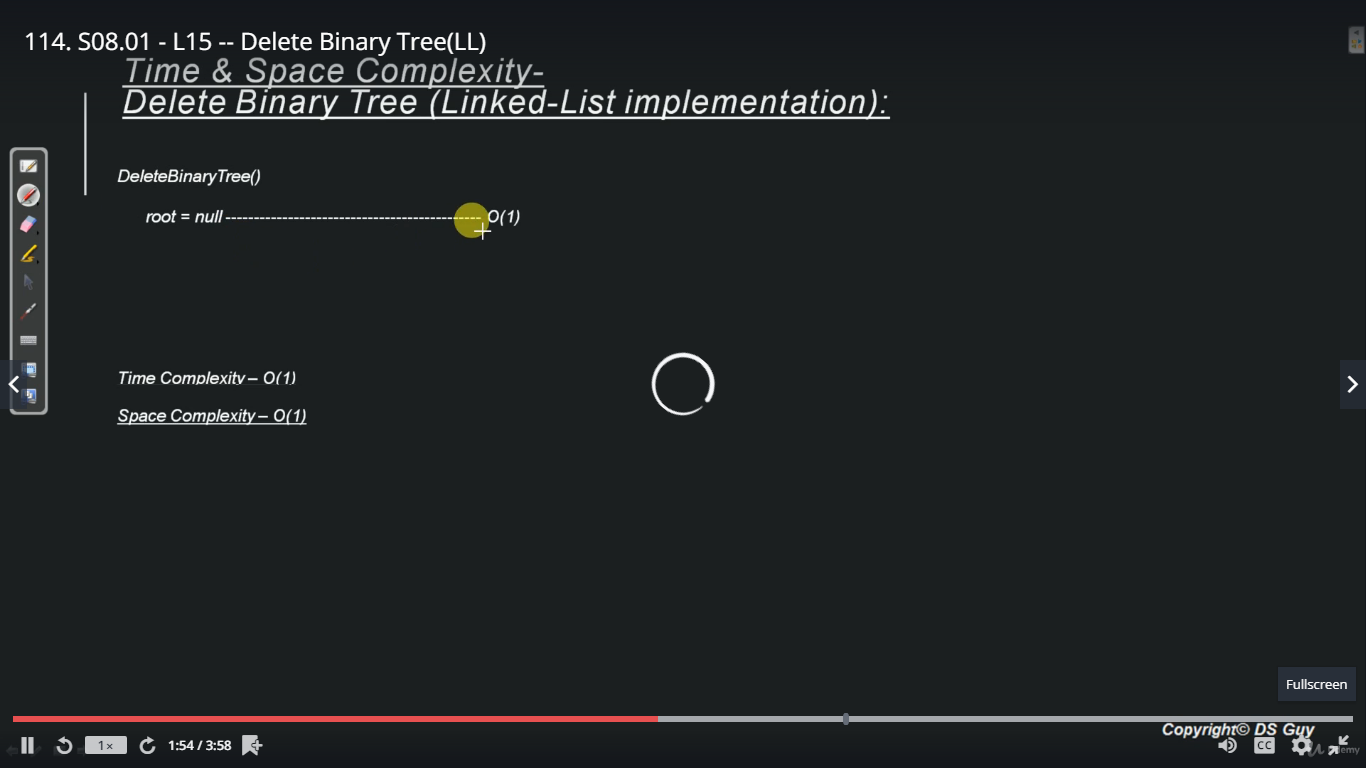 114. S08.01 - L15 -- Delete Binary Tree(LL)
Time & Space Complexity-
Delete Binary Tree (Linked-List implementation):
DeleteBinaryTree()
root = null ---------------------------------------------- O(1)
Time Complexity – O(1)
Space Complexity – O(1)
Fullscreen
Copyright© DS Guy
1×
1:54 / 3:58
CC